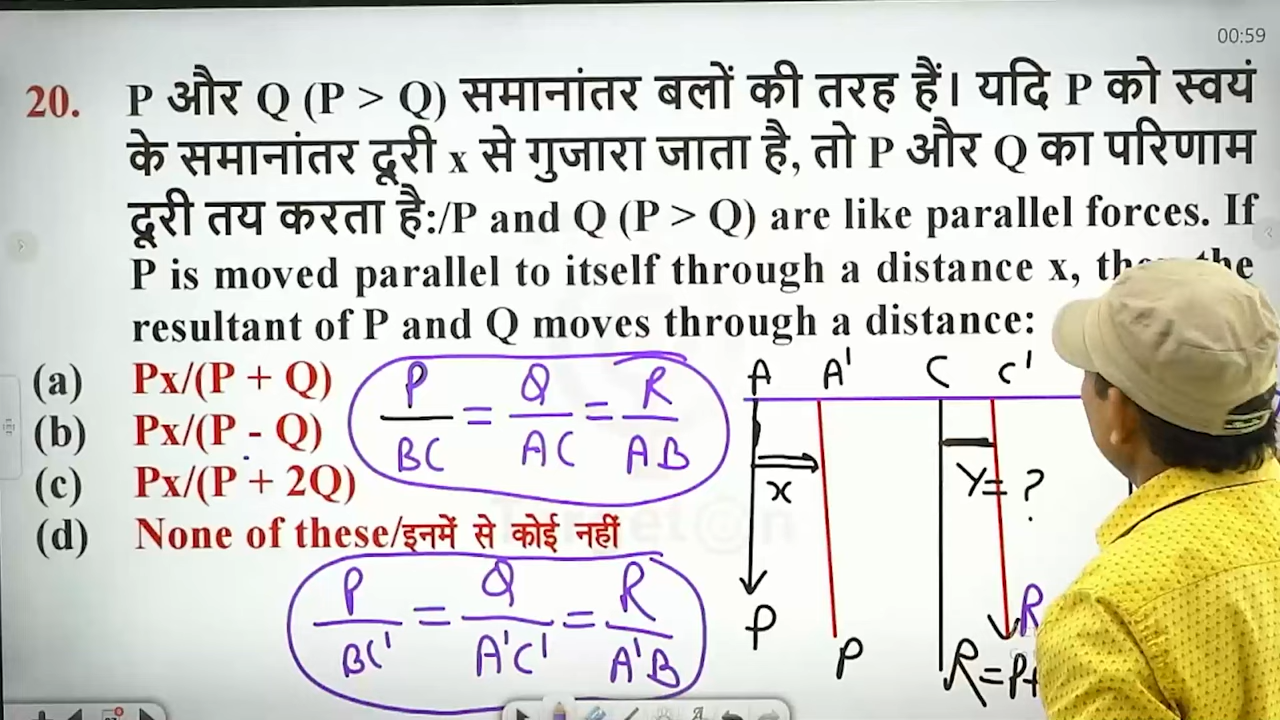 00:59
20. P और Q (P > Q) समानांतर बलों की तरह हैं। यदि P को स्वयं
के समानांतर दूरी x से गुजारा जाता है, तो P और Q का परिणाम
दूरी तय करता है:/P and Q (P > Q) are like parallel forces. If
P is moved parallel to itself through a distance x, the
resultant of P and Q moves through a distance:
(a) Px/(P + Q)
(b) Px/(P - Q)
(c) Px/(P + 2Q)
(d) None of these/इनमें से कोई नहीं
P/BC = Q/AC = R/AB
P/BC' = Q/A'C' = R/A'B
A A' C C'
x Y= ?
P P R
R=P+